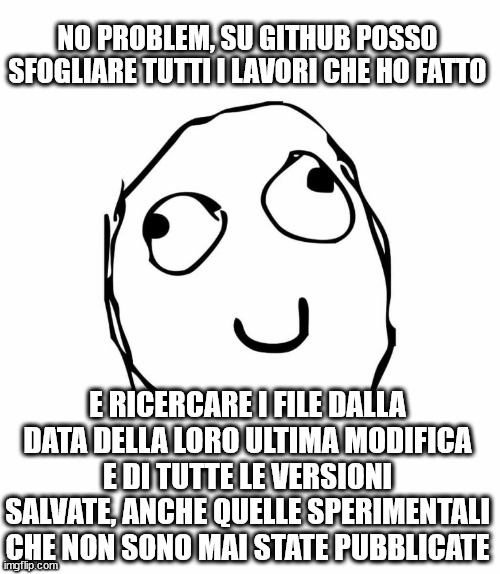 NO PROBLEM, SU GITHUB POSSO
SFOGLIARE TUTTI I LAVORI CHE HO FATTO
E RICERCARE I FILE DALLA
DATA DELLA LORO ULTIMA MODIFICA
E DI TUTTE LE VERSIONI
SALVATE, ANCHE QUELLE SPERIMENTALI
CHE NON SONO MAI STATE PUBBLICATE
imgflip.com